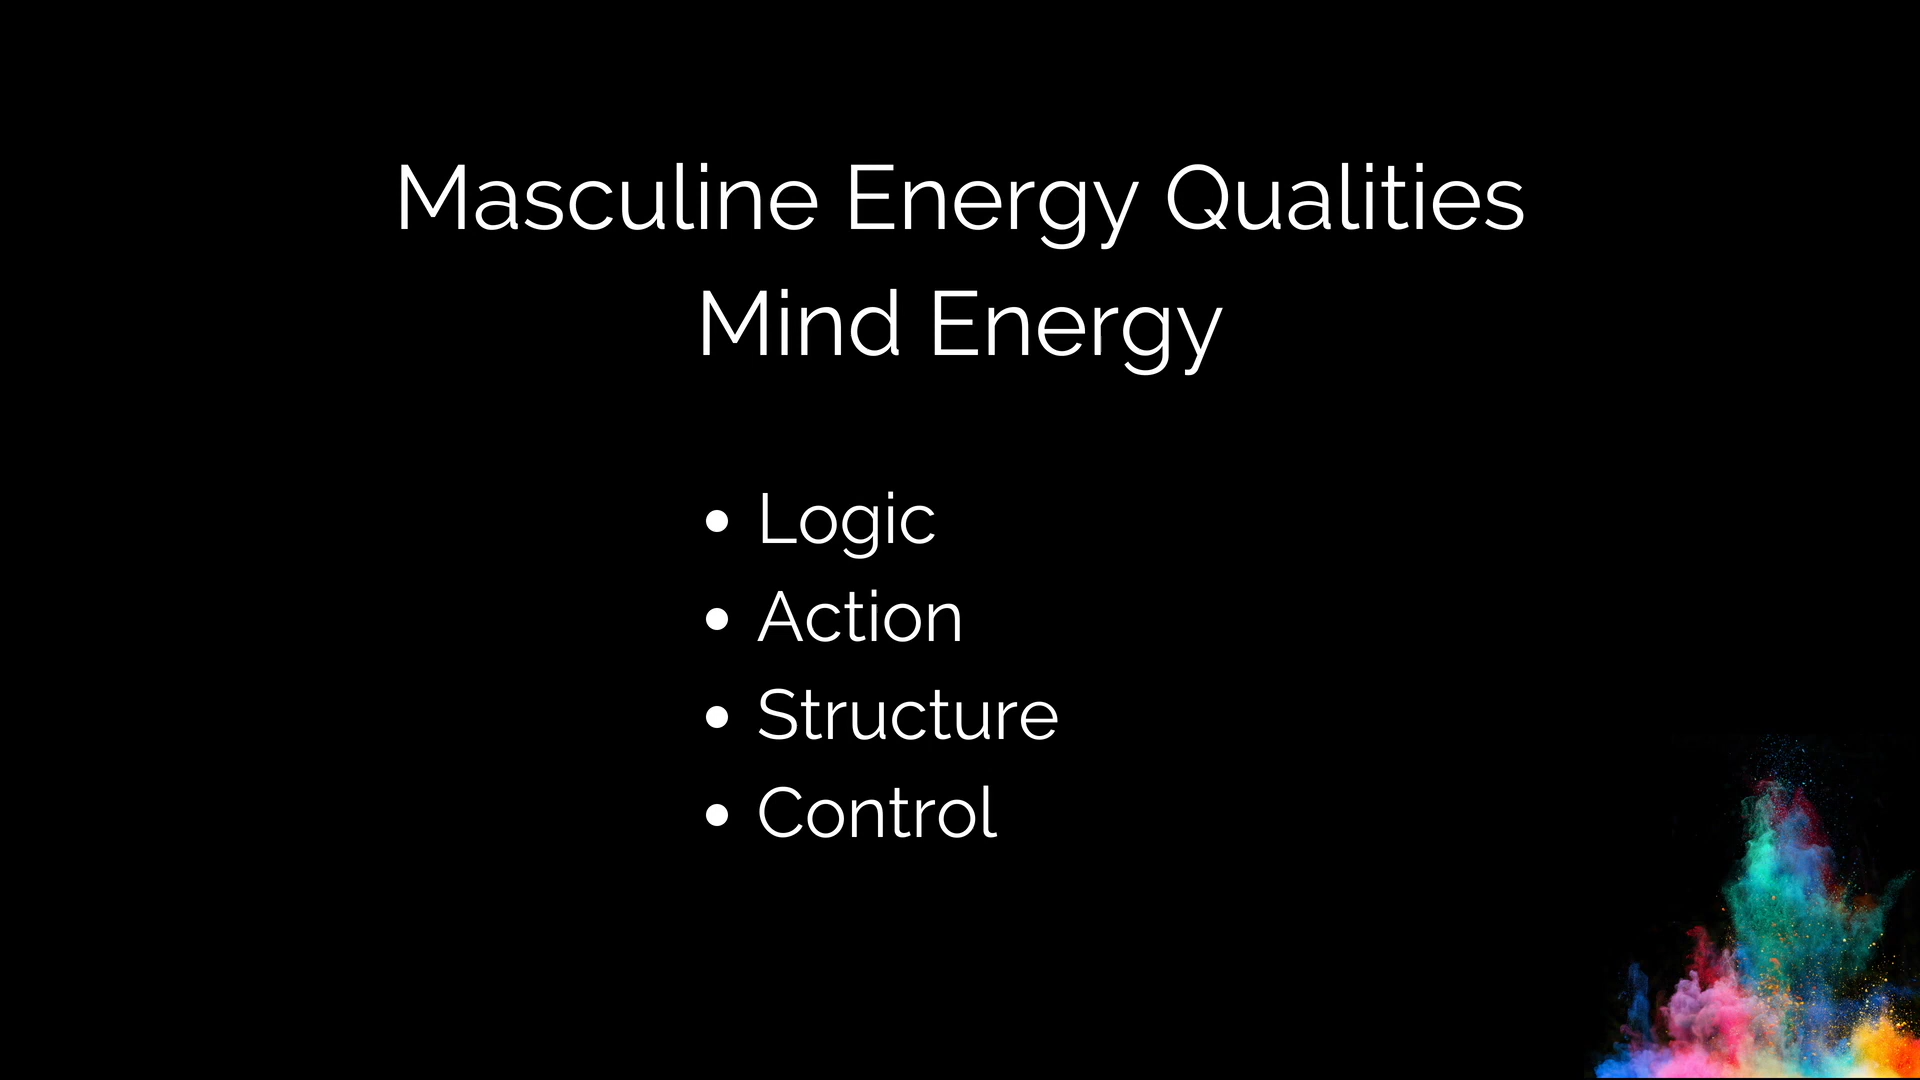 Masculine Energy Qualities
Mind Energy
• Logic
• Action
• Structure
• Control